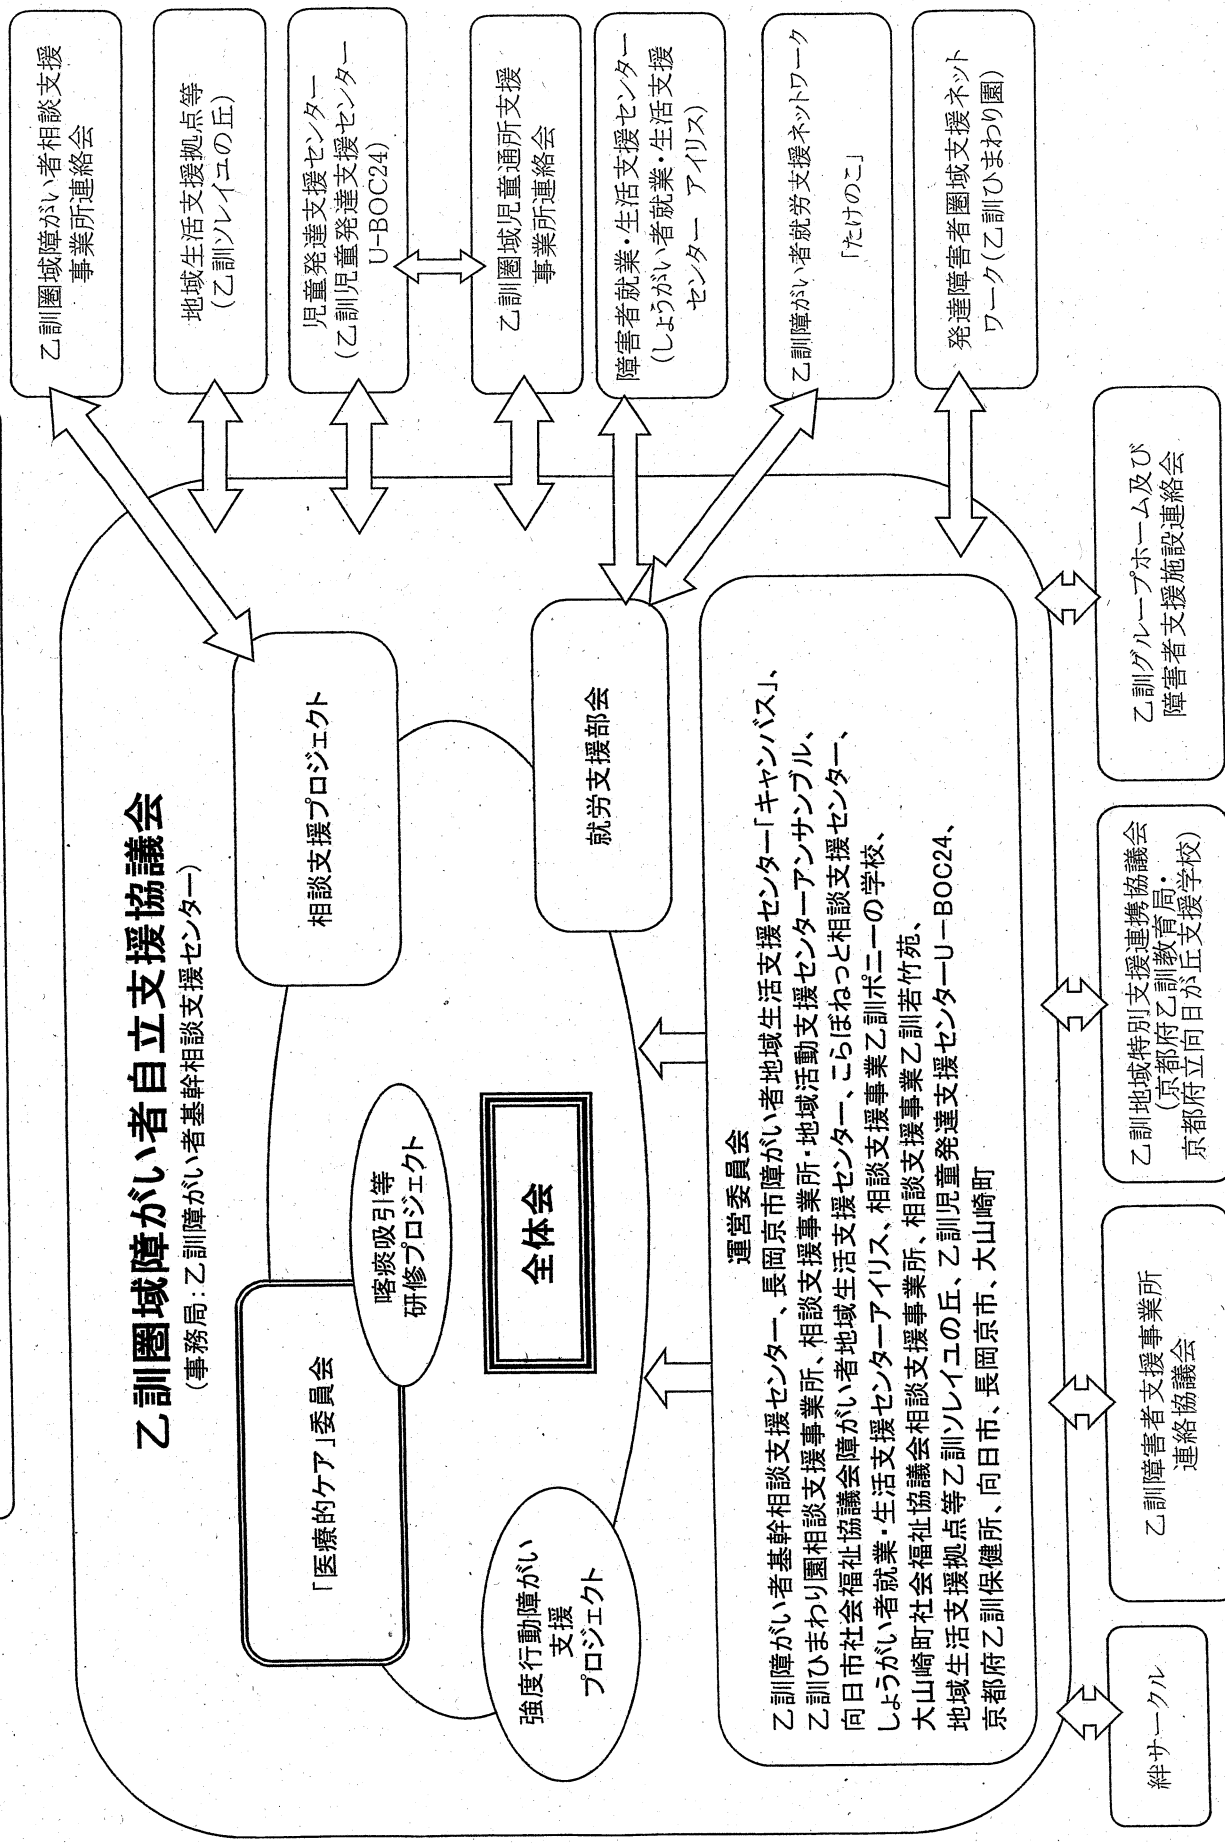 乙訓圏域障がい者自立支援協議会
(事務局:乙訓障がい者基幹相談支援センター)
「医療的ケア」委員会
喀痰吸引等
研修プロジェクト
相談支援プロジェクト
強度行動障がい
支援
プロジェクト
全体会
就労支援部会
運営委員会
乙訓障がい者基幹相談支援センター、長岡京市障がい者地域生活支援センター「キャンバス」、
乙訓ひまわり園相談支援事業所、相談支援事業所・地域活動支援センターアンサンブル、
向日市社会福祉協議会障がい者地域生活支援センター、こらぼねっと相談支援センター、
しょうがい者就業・生活支援センターアイリス、相談支援事業乙訓ポニーの学校、
大山崎町社会福祉協議会相談支援事業所、相談支援事業乙訓若竹苑、
地域生活支援拠点等乙訓ソレイユの丘、乙訓児童発達支援センターU-BOC24、
京都府乙訓保健所、向日市、長岡京市、大山崎町
乙訓圏域障がい者相談支援
事業所連絡会
地域生活支援拠点等
(乙訓ソレイユの丘)
児童発達支援センター
(乙訓児童発達支援センター
U-BOC24)
乙訓圏域児童通所支援
事業所連絡会
障害者就業・生活支援センター
(しょうがい者就業・生活支援
センター アイリス)
乙訓障がい者就労支援ネットワーク
「たけのこ」
発達障害者圏域支援ネット
ワーク(乙訓ひまわり園)
絆サークル
乙訓障害者支援事業所
連絡協議会
乙訓地域特別支援連携協議会
(京都府乙訓教育局・
京都府立向日が丘支援学校)
乙訓グループホーム及び
障害者支援施設連絡会